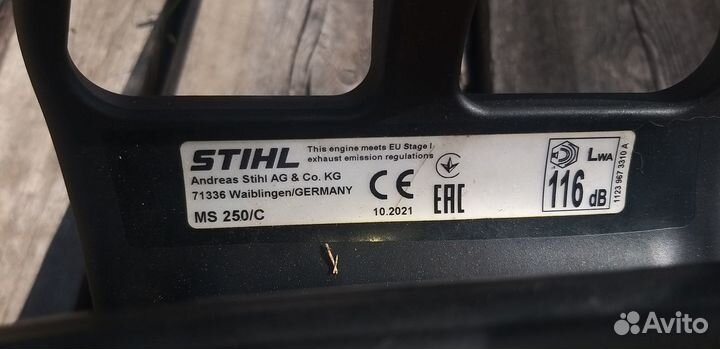 STIHL
This engine meets EU Stage I
exhaust emission regulations
Andreas Stihl AG & Co. KG
71336 Waiblingen/GERMANY
MS 250/C
CE
10.2021
EAC
LWA
116 dB
1123 967 3310 A
Avito